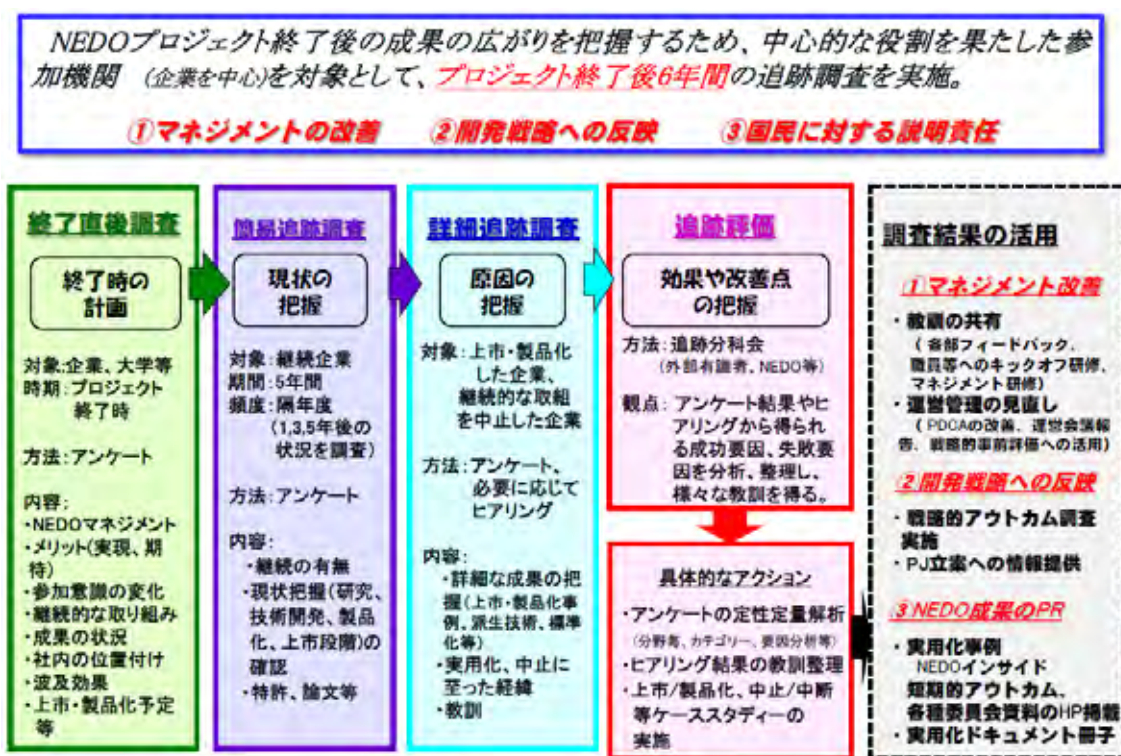 NEDOプロジェクト終了後の成果の広がりを把握するため、中心的な役割を果たした参
加機関 (企業を中心)を対象として、プロジェクト終了後6年間の追跡調査を実施。
①マネジメントの改善 ②開発戦略への反映 ③国民に対する説明責任
終了直後調査
終了時の
計画
対象:企業、大学等
時期:プロジェクト
終了時
方法:アンケート
内容:
・NEDOマネジメント
・メリット(実現、期
待)
・参加意識の変化
・継続的な取り組み
・成果の状況
・社内の位置付け
・波及効果
・上市・製品化予定
等
簡易追跡調査
現状の
把握
対象:継続企業
期間:5年間
頻度:隔年度
(1,3,5年後の
状況を調査)
方法:アンケート
内容:
・継続の有無
・現状把握(研究、
技術開発、製品
化、上市段階)の
確認
・特許、論文等
詳細追跡調査
原因の
把握
対象:上市・製品化
した企業、
継続的な取組
を中止した企業
方法:アンケート、
必要に応じて
ヒアリング
内容:
・詳細な成果の把
握(上市・製品化事
例、派生技術、標準
化等)
・実用化、中止に
至った経緯
・教訓
追跡評価
効果や改善点
の把握
方法:追跡分科会
(外部有識者、NEDO等)
観点:アンケート結果やヒ
アリングから得られ
る成功要因、失敗要
因を分析、整理し、
様々な教訓を得る。
具体的なアクション
・アンケートの定性定量解析
(分野毎、カテゴリー、要因分析等)
・ヒアリング結果の教訓整理
・上市/製品化、中止/中断
等ケーススタディーの
実施
調査結果の活用
①マネジメント改善
・教訓の共有
(各部フィードバック、
職員等へのキックオフ研修、
マネジメント研修)
・運営管理の見直し
(PDCAの改善、運営会議報
告、戦略的事前評価への活用)
②開発戦略への反映
・戦略的アウトカム調査
実施
・PJ立案への情報提供
③NEDO成果のPR
・実用化事例
NEDOインサイド
短期的アウトカム、
各種委員会資料のHP掲載
・実用化ドキュメント冊子